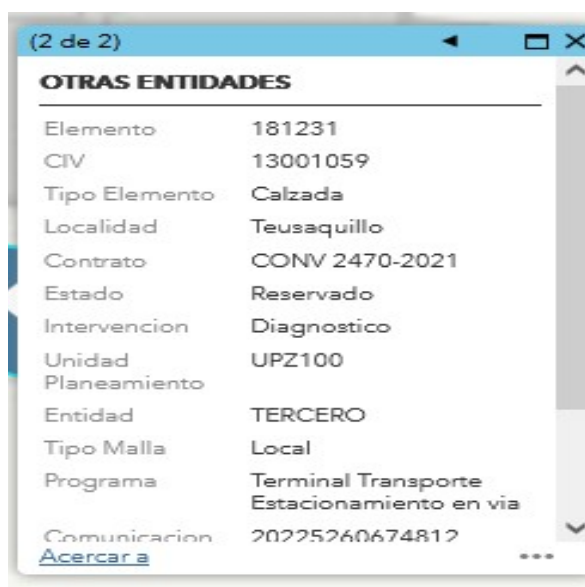 (2 de 2)
OTRAS ENTIDADES
Elemento 181231
CIV 13001059
Tipo Elemento Calzada
Localidad Teusaquillo
Contrato CONV 2470-2021
Estado Reservado
Intervencion Diagnostico
Unidad UPZ100
Planeamiento
Entidad TERCERO
Tipo Malla Local
Programa Terminal Transporte
Estacionamiento en via
Comunicacion 20225260674812
Acercar a